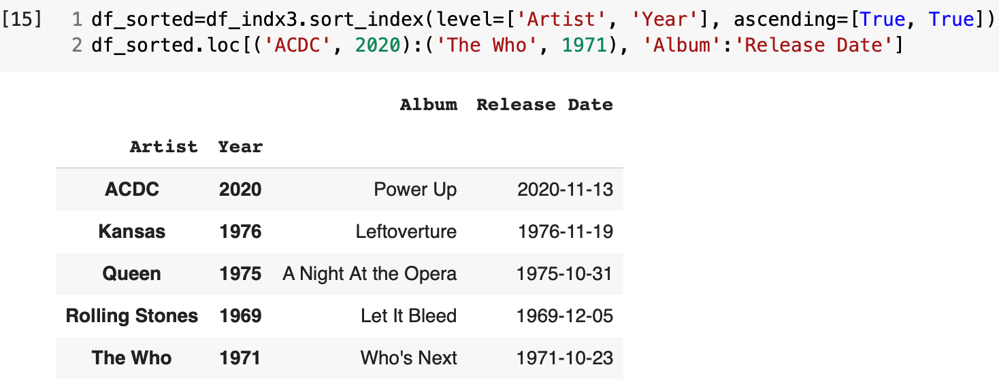 [15] 1 df_sorted=df_indx3.sort_index(level=['Artist', 'Year'], ascending=[True, True])
2 df_sorted.loc[('ACDC', 2020):('The Who', 1971), 'Album':'Release Date']
Album Release Date
Artist Year
ACDC 2020 Power Up 2020-11-13
Kansas 1976 Leftoverture 1976-11-19
Queen 1975 A Night At the Opera 1975-10-31
Rolling Stones 1969 Let It Bleed 1969-12-05
The Who 1971 Who's Next 1971-10-23